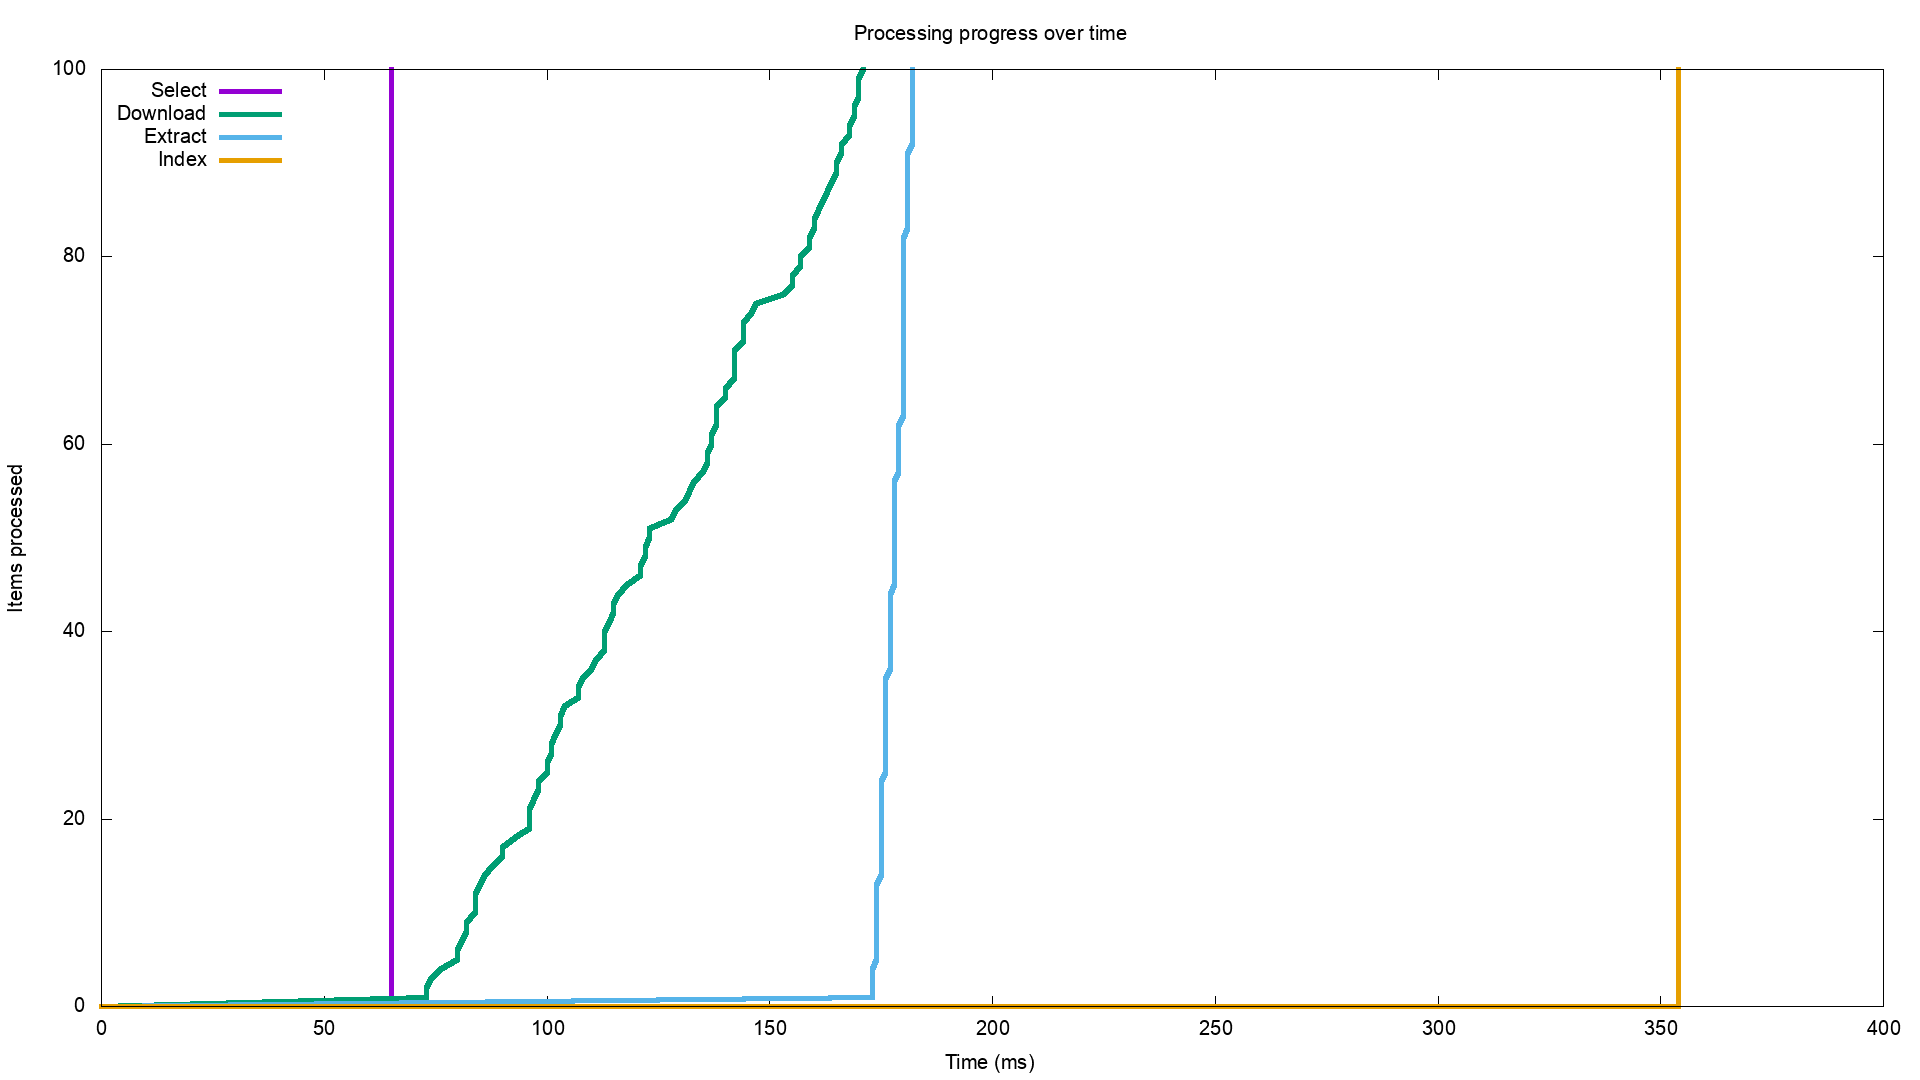 Processing progress over time
100
80
60
40
20
0
Select
Download
Extract
Index
Items processed
0 50 100 150 200 250 300 350 400
Time (ms)